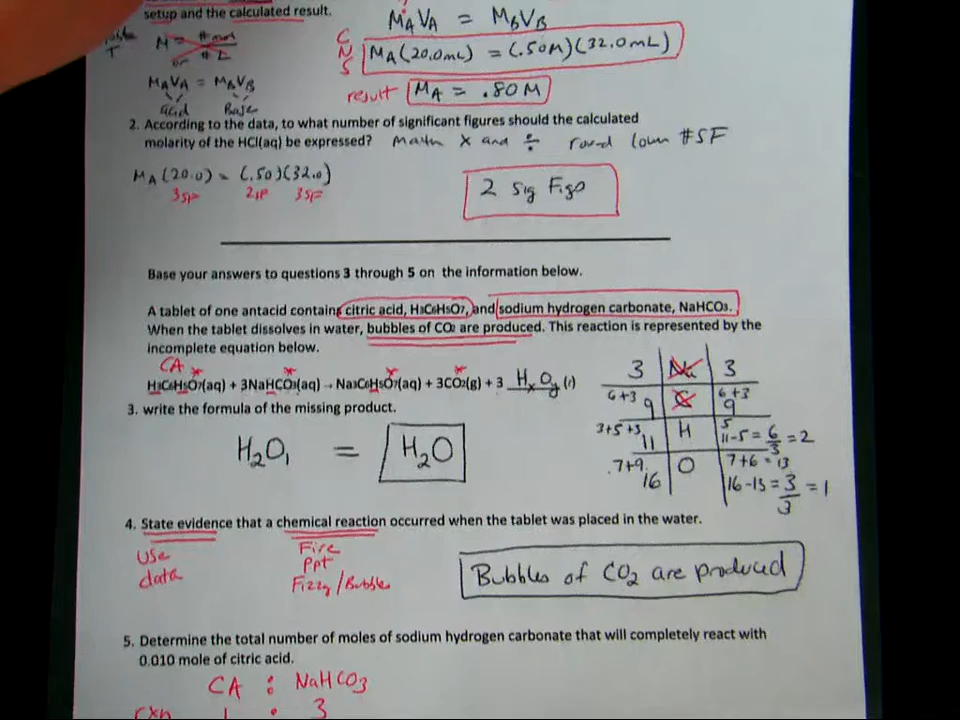 setup and the calculated result.
MAVA = MBVB
T
M = # mol
# L
C
N
S
MA(20.0mL) = (.50M)(32.0mL)
MAVA = MBVB
acid Base
result MA = .80M
2. According to the data, to what number of significant figures should the calculated
molarity of the HCl(aq) be expressed? Math x and ÷ round lown #SF
MA(20.0) = (.50)(32.0)
3SF 2SF 3SF
2 Sig Figs
Base your answers to questions 3 through 5 on the information below.
A tablet of one antacid contains citric acid, H3C6H5O7, and sodium hydrogen carbonate, NaHCO3.
When the tablet dissolves in water, bubbles of CO2 are produced. This reaction is represented by the
incomplete equation below.
CA
H3C6H5O7(aq) + 3NaHCO3(aq) → Na3C6H5O7(aq) + 3CO2(g) + 3 HxOy(l)
3 Na 3
6+3 9 C 6+3 9
3+5+3 11 H 5 11-5 = 6/3 = 2
7+9 16 O 7+6 = 13
16-13 = 3/3 = 1
3. write the formula of the missing product.
H2O1 = H2O
4. State evidence that a chemical reaction occurred when the tablet was placed in the water.
Use
data
Fire
Ppt
Fizzy/Bubbles
Bubbles of CO2 are produced
5. Determine the total number of moles of sodium hydrogen carbonate that will completely react with
0.010 mole of citric acid.
CA : NaHCO3
rxn 1 : 3